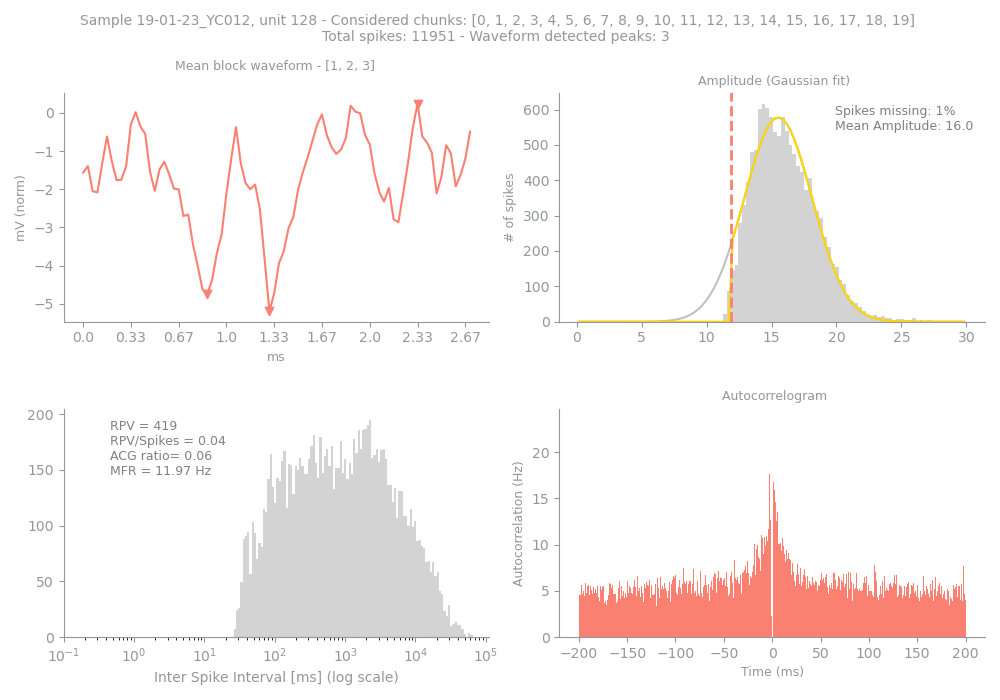 Sample 19-01-23_YC012, unit 128 - Considered chunks: [0, 1, 2, 3, 4, 5, 6, 7, 8, 9, 10, 11, 12, 13, 14, 15, 16, 17, 18, 19]
Total spikes: 11951 - Waveform detected peaks: 3
Mean block waveform - [1, 2, 3]
mV (norm)
0
−1
−2
−3
−4
−5
0.0 0.33 0.67 1.0 1.33 1.67 2.0 2.33 2.67
ms
Amplitude (Gaussian fit)
Spikes missing: 1%
Mean Amplitude: 16.0
# of spikes
600
500
400
300
200
100
0
0 5 10 15 20 25 30
RPV = 419
RPV/Spikes = 0.04
ACG ratio= 0.06
MFR = 11.97 Hz
200
150
100
50
0
10⁻¹ 10⁰ 10¹ 10² 10³ 10⁴ 10⁵
Inter Spike Interval [ms] (log scale)
Autocorrelogram
Autocorrelation (Hz)
20
15
10
5
0
−200 −150 −100 −50 0 50 100 150 200
Time (ms)